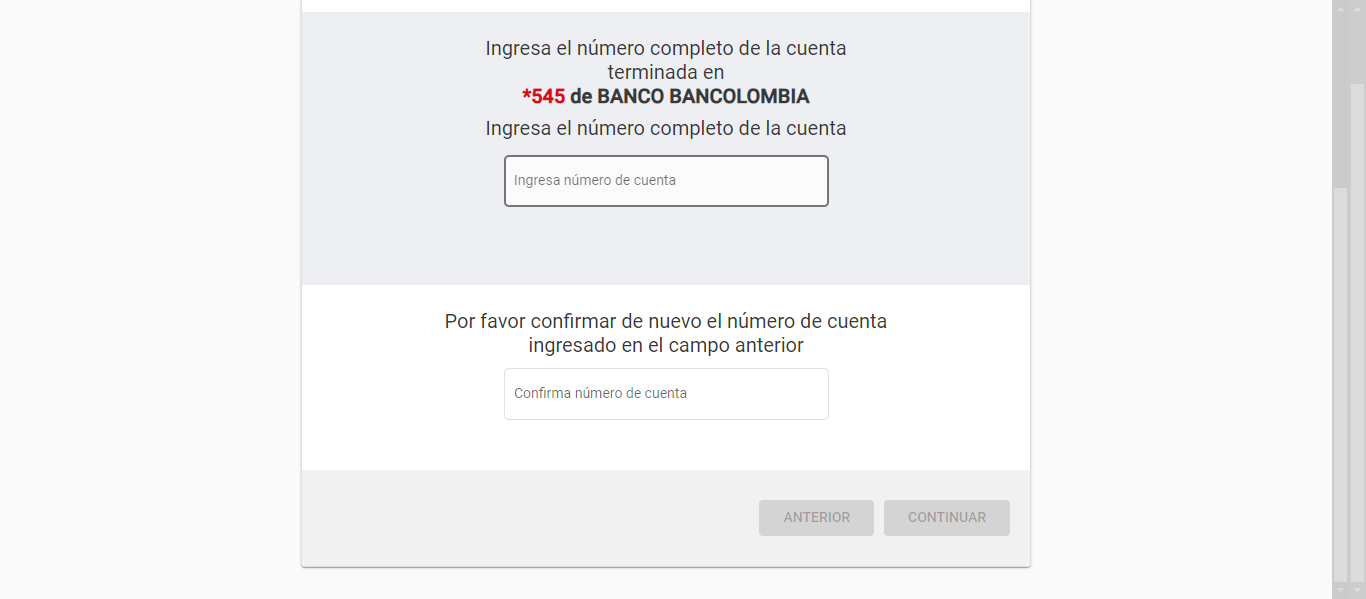 Ingresa el número completo de la cuenta
terminada en
*545 de BANCO BANCOLOMBIA
Ingresa el número completo de la cuenta
Ingresa número de cuenta
Por favor confirmar de nuevo el número de cuenta
ingresado en el campo anterior
Confirma número de cuenta
ANTERIOR CONTINUAR